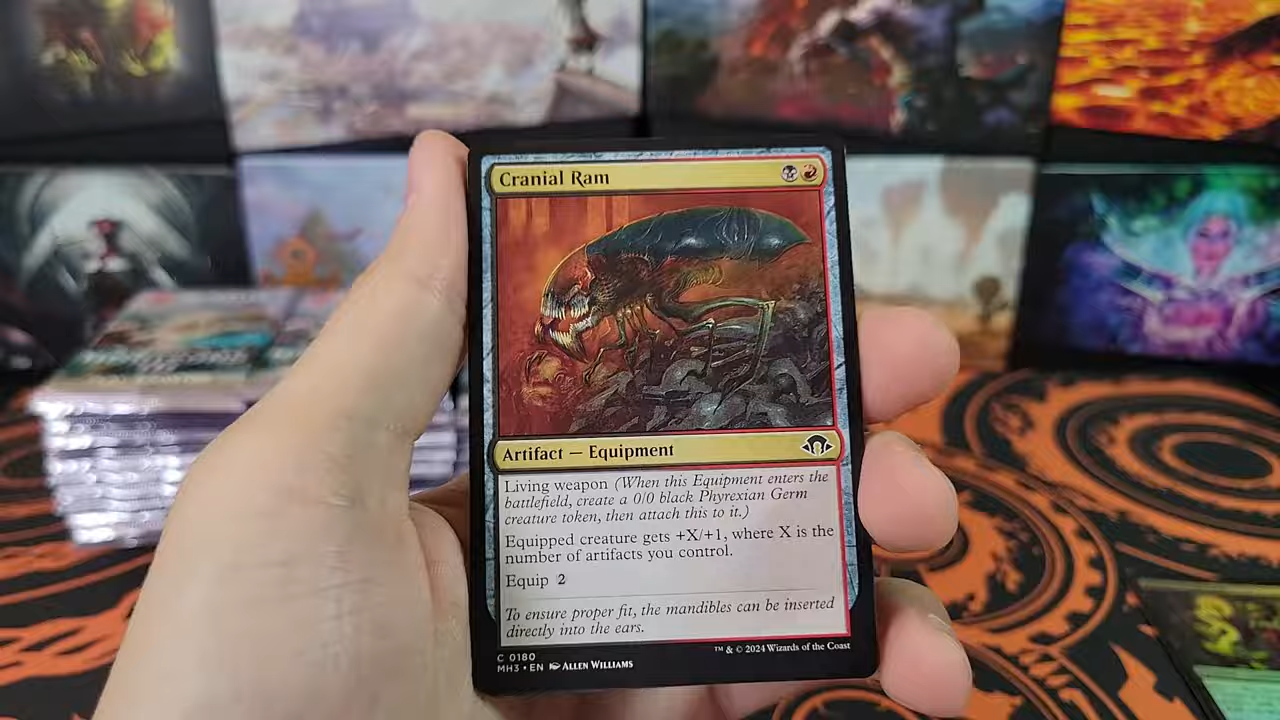 Cranial Ram
Artifact — Equipment
Living weapon (When this Equipment enters the
battlefield, create a 0/0 black Phyrexian Germ
creature token, then attach this to it.)
Equipped creature gets +X/+1, where X is the
number of artifacts you control.
Equip 2
To ensure proper fit, the mandibles can be inserted
directly into the ears.
C 0180
MH3 • EN ALLEN WILLIAMS
™ & © 2024 Wizards of the Coast